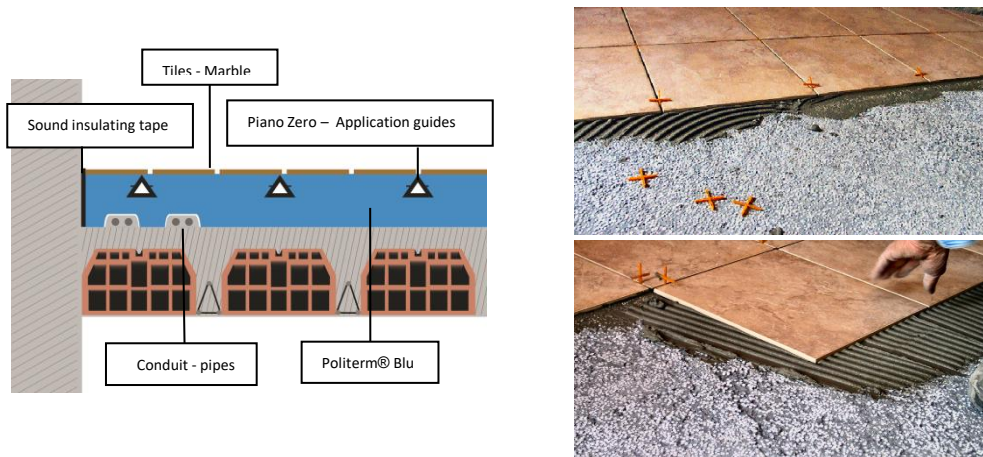 Tiles - Marble
Sound insulating tape
Piano Zero – Application guides
Conduit - pipes
Politerm® Blu